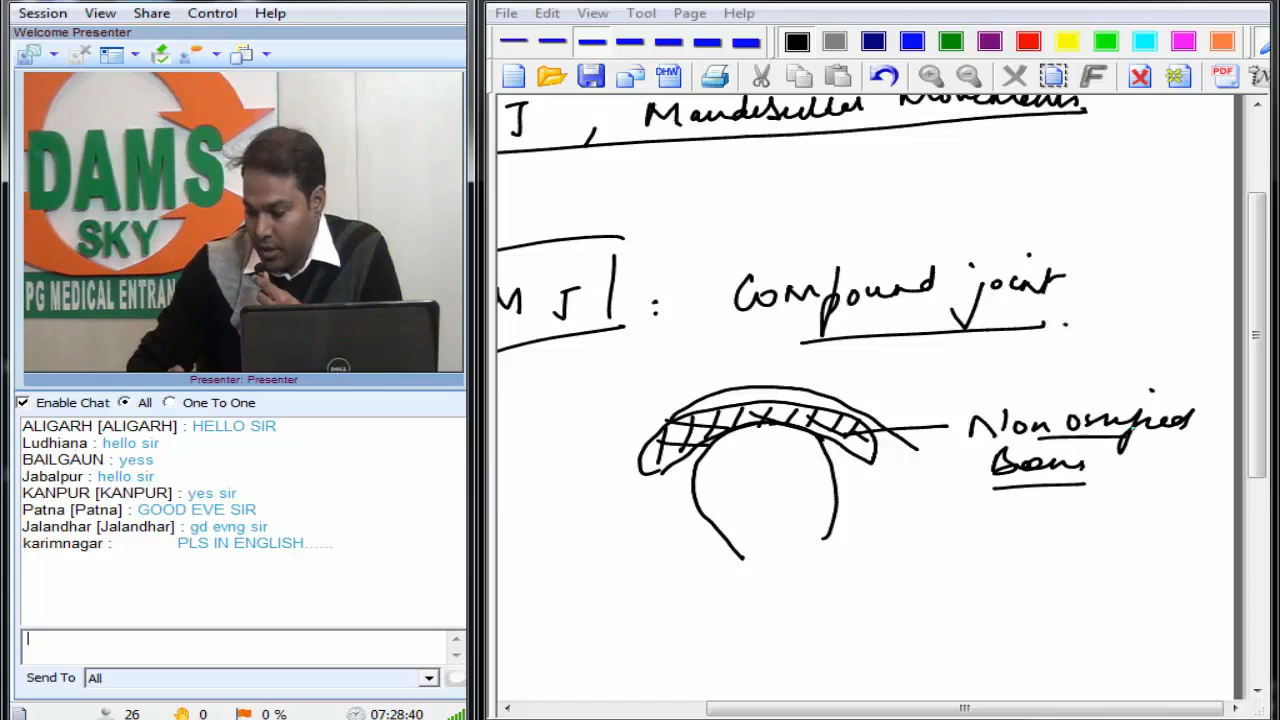 Session View Share Control Help
Welcome Presenter
DAMS
SKY
PG MEDICAL ENTRAN
DELL
Presenter: Presenter
Enable Chat All One To One
ALIGARH [ALIGARH] : HELLO SIR
Ludhiana : hello sir
BAILGAUN : yess
Jabalpur : hello sir
KANPUR [KANPUR] : yes sir
Patna [Patna] : GOOD EVE SIR
Jalandhar [Jalandhar] : gd evng sir
karimnagar : PLS IN ENGLISH......
Send To All
26 0 0 % 07:28:40
File Edit View Tool Page Help
DHW
PDF
J , Mandibular Movements
M J : Compound joint .
Non ossified
Bone